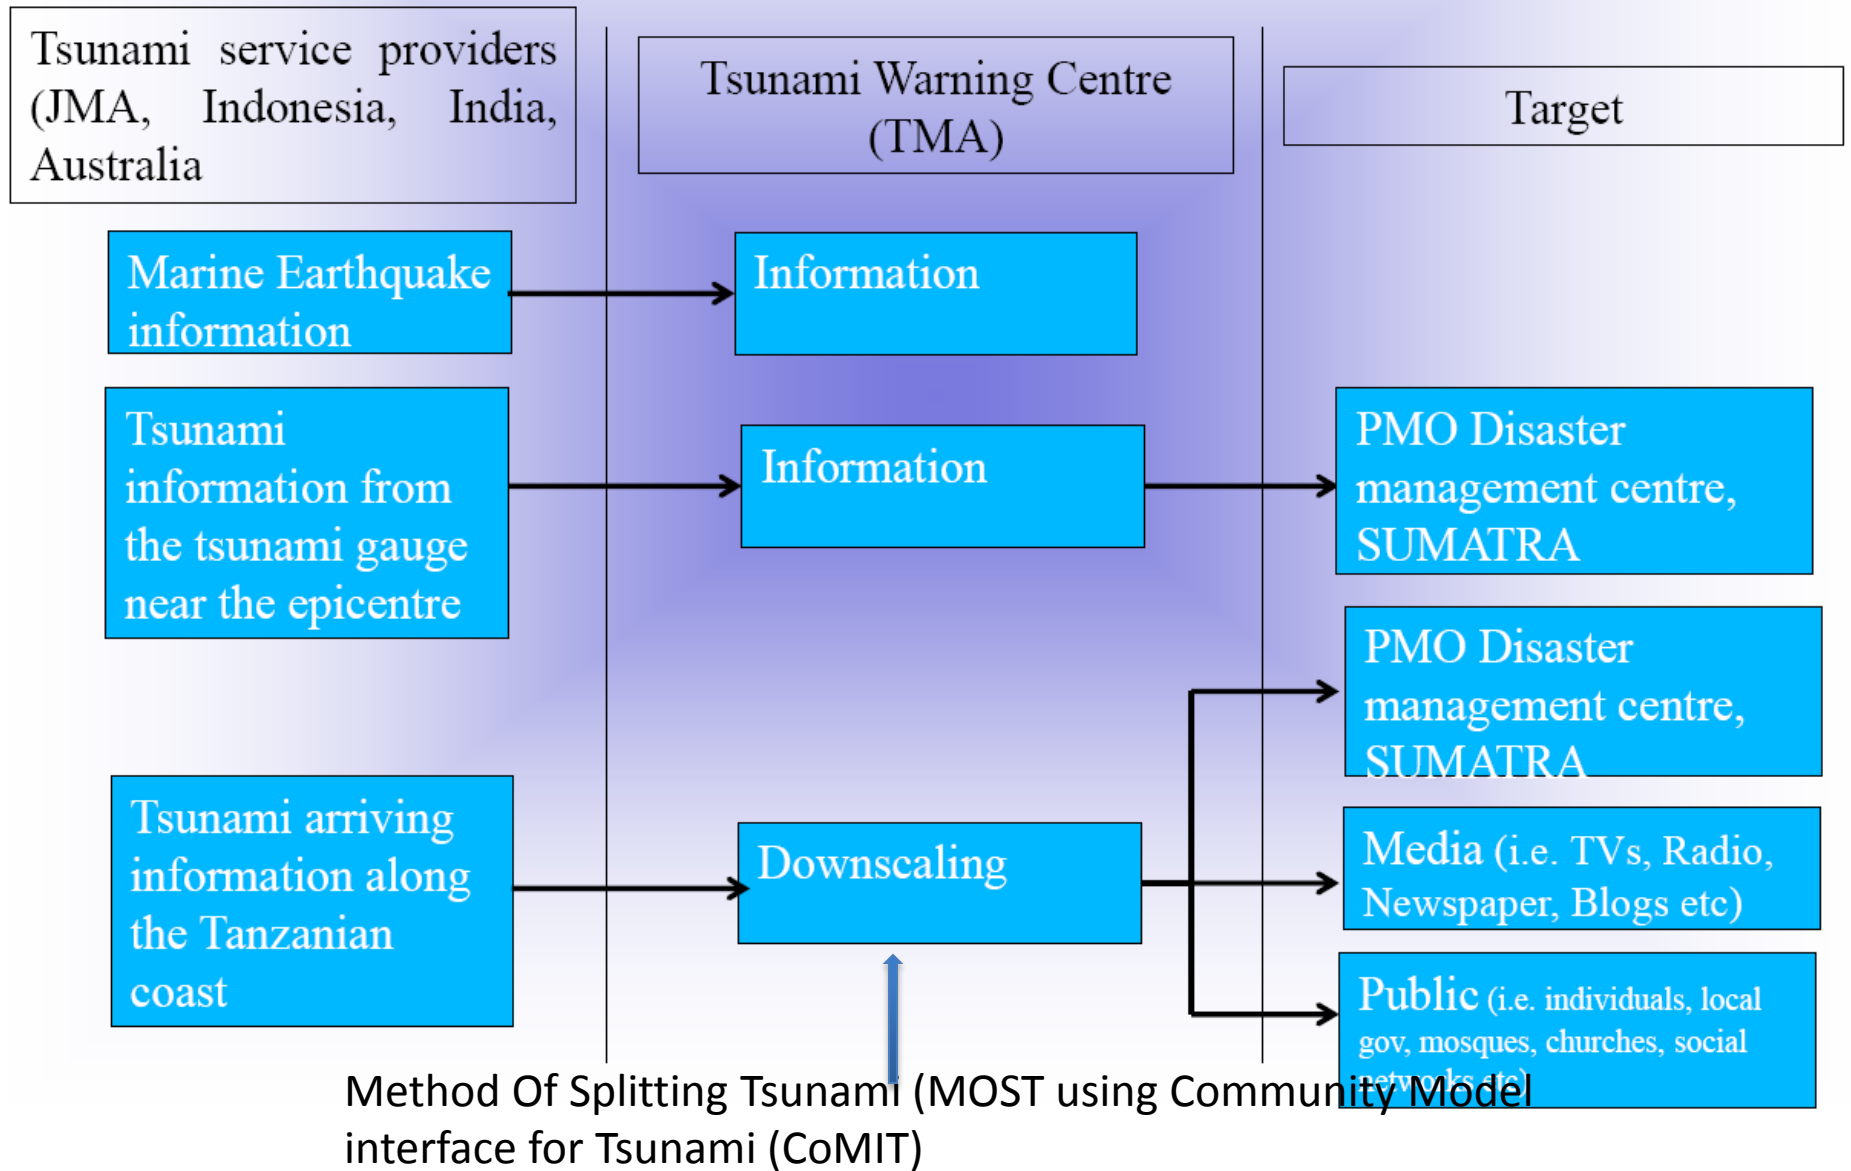 Tsunami service providers
(JMA, Indonesia, India,
Australia
Tsunami Warning Centre
(TMA)
Target
Marine Earthquake
information
Information
Tsunami
information from
the tsunami gauge
near the epicentre
Information
PMO Disaster
management centre,
SUMATRA
PMO Disaster
management centre,
SUMATRA
Tsunami arriving
information along
the Tanzanian
coast
Downscaling
Media (i.e. TVs, Radio,
Newspaper, Blogs etc)
Public (i.e. individuals, local
gov, mosques, churches, social
networks etc)
Method Of Splitting Tsunami (MOST using Community Model
interface for Tsunami (CoMIT)